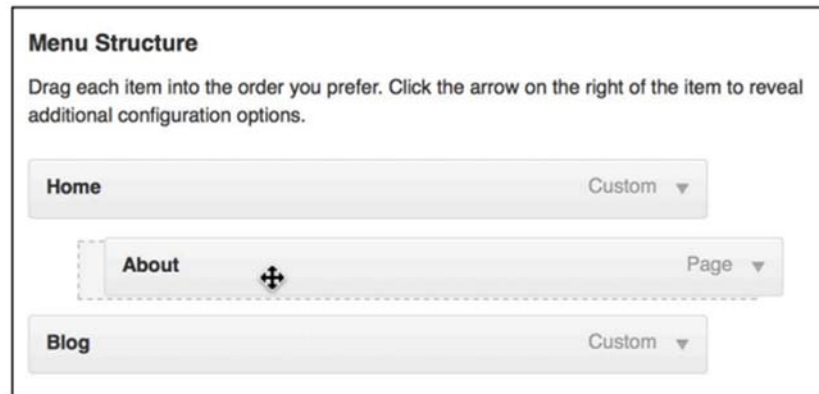 Menu Structure
Drag each item into the order you prefer. Click the arrow on the right of the item to reveal
additional configuration options.
Home Custom
About Page
Blog Custom